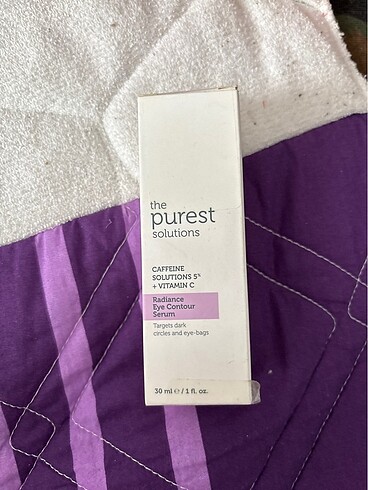 the
purest
solutions
CAFFEINE
SOLUTIONS 5%
+ VITAMIN C
Radiance
Eye Contour
Serum
Targets dark
circles and eye-bags
30 ml ℮ / 1 fl. oz.